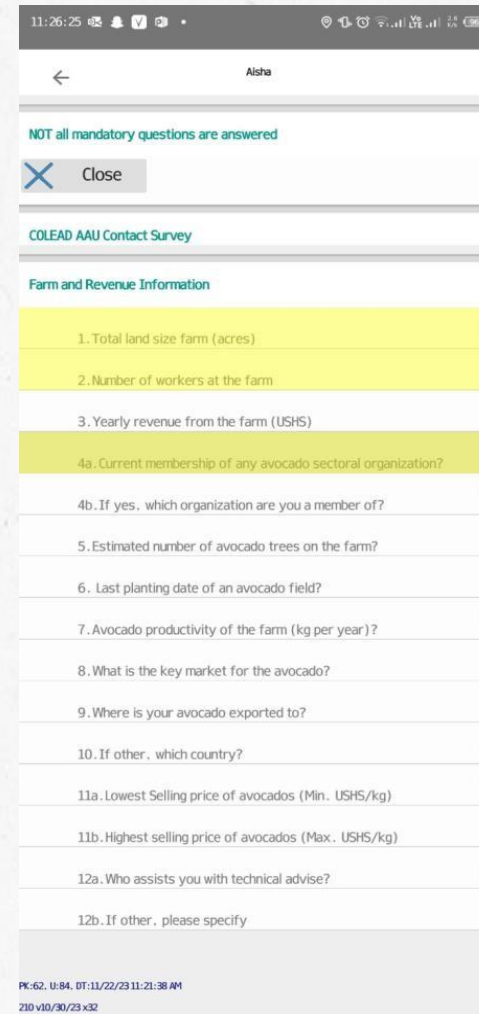 11:26:25
Aisha
NOT all mandatory questions are answered
Close
COLEAD AAU Contact Survey
Farm and Revenue Information
1.Total land size farm (acres)
2.Number of workers at the farm
3.Yearly revenue from the farm (USHS)
4a.Current membership of any avocado sectoral organization?
4b.If yes, which organization are you a member of?
5.Estimated number of avocado trees on the farm?
6. Last planting date of an avocado field?
7.Avocado productivity of the farm (kg per year)?
8.What is the key market for the avocado?
9.Where is your avocado exported to?
10.If other, which country?
11a.Lowest Selling price of avocados (Min. USHS/kg)
11b.Highest selling price of avocados (Max. USHS/kg)
12a.Who assists you with technical advise?
12b.If other, please specify
PK:62, U:84, DT:11/22/23 11:21:38 AM
210 v10/30/23 x32